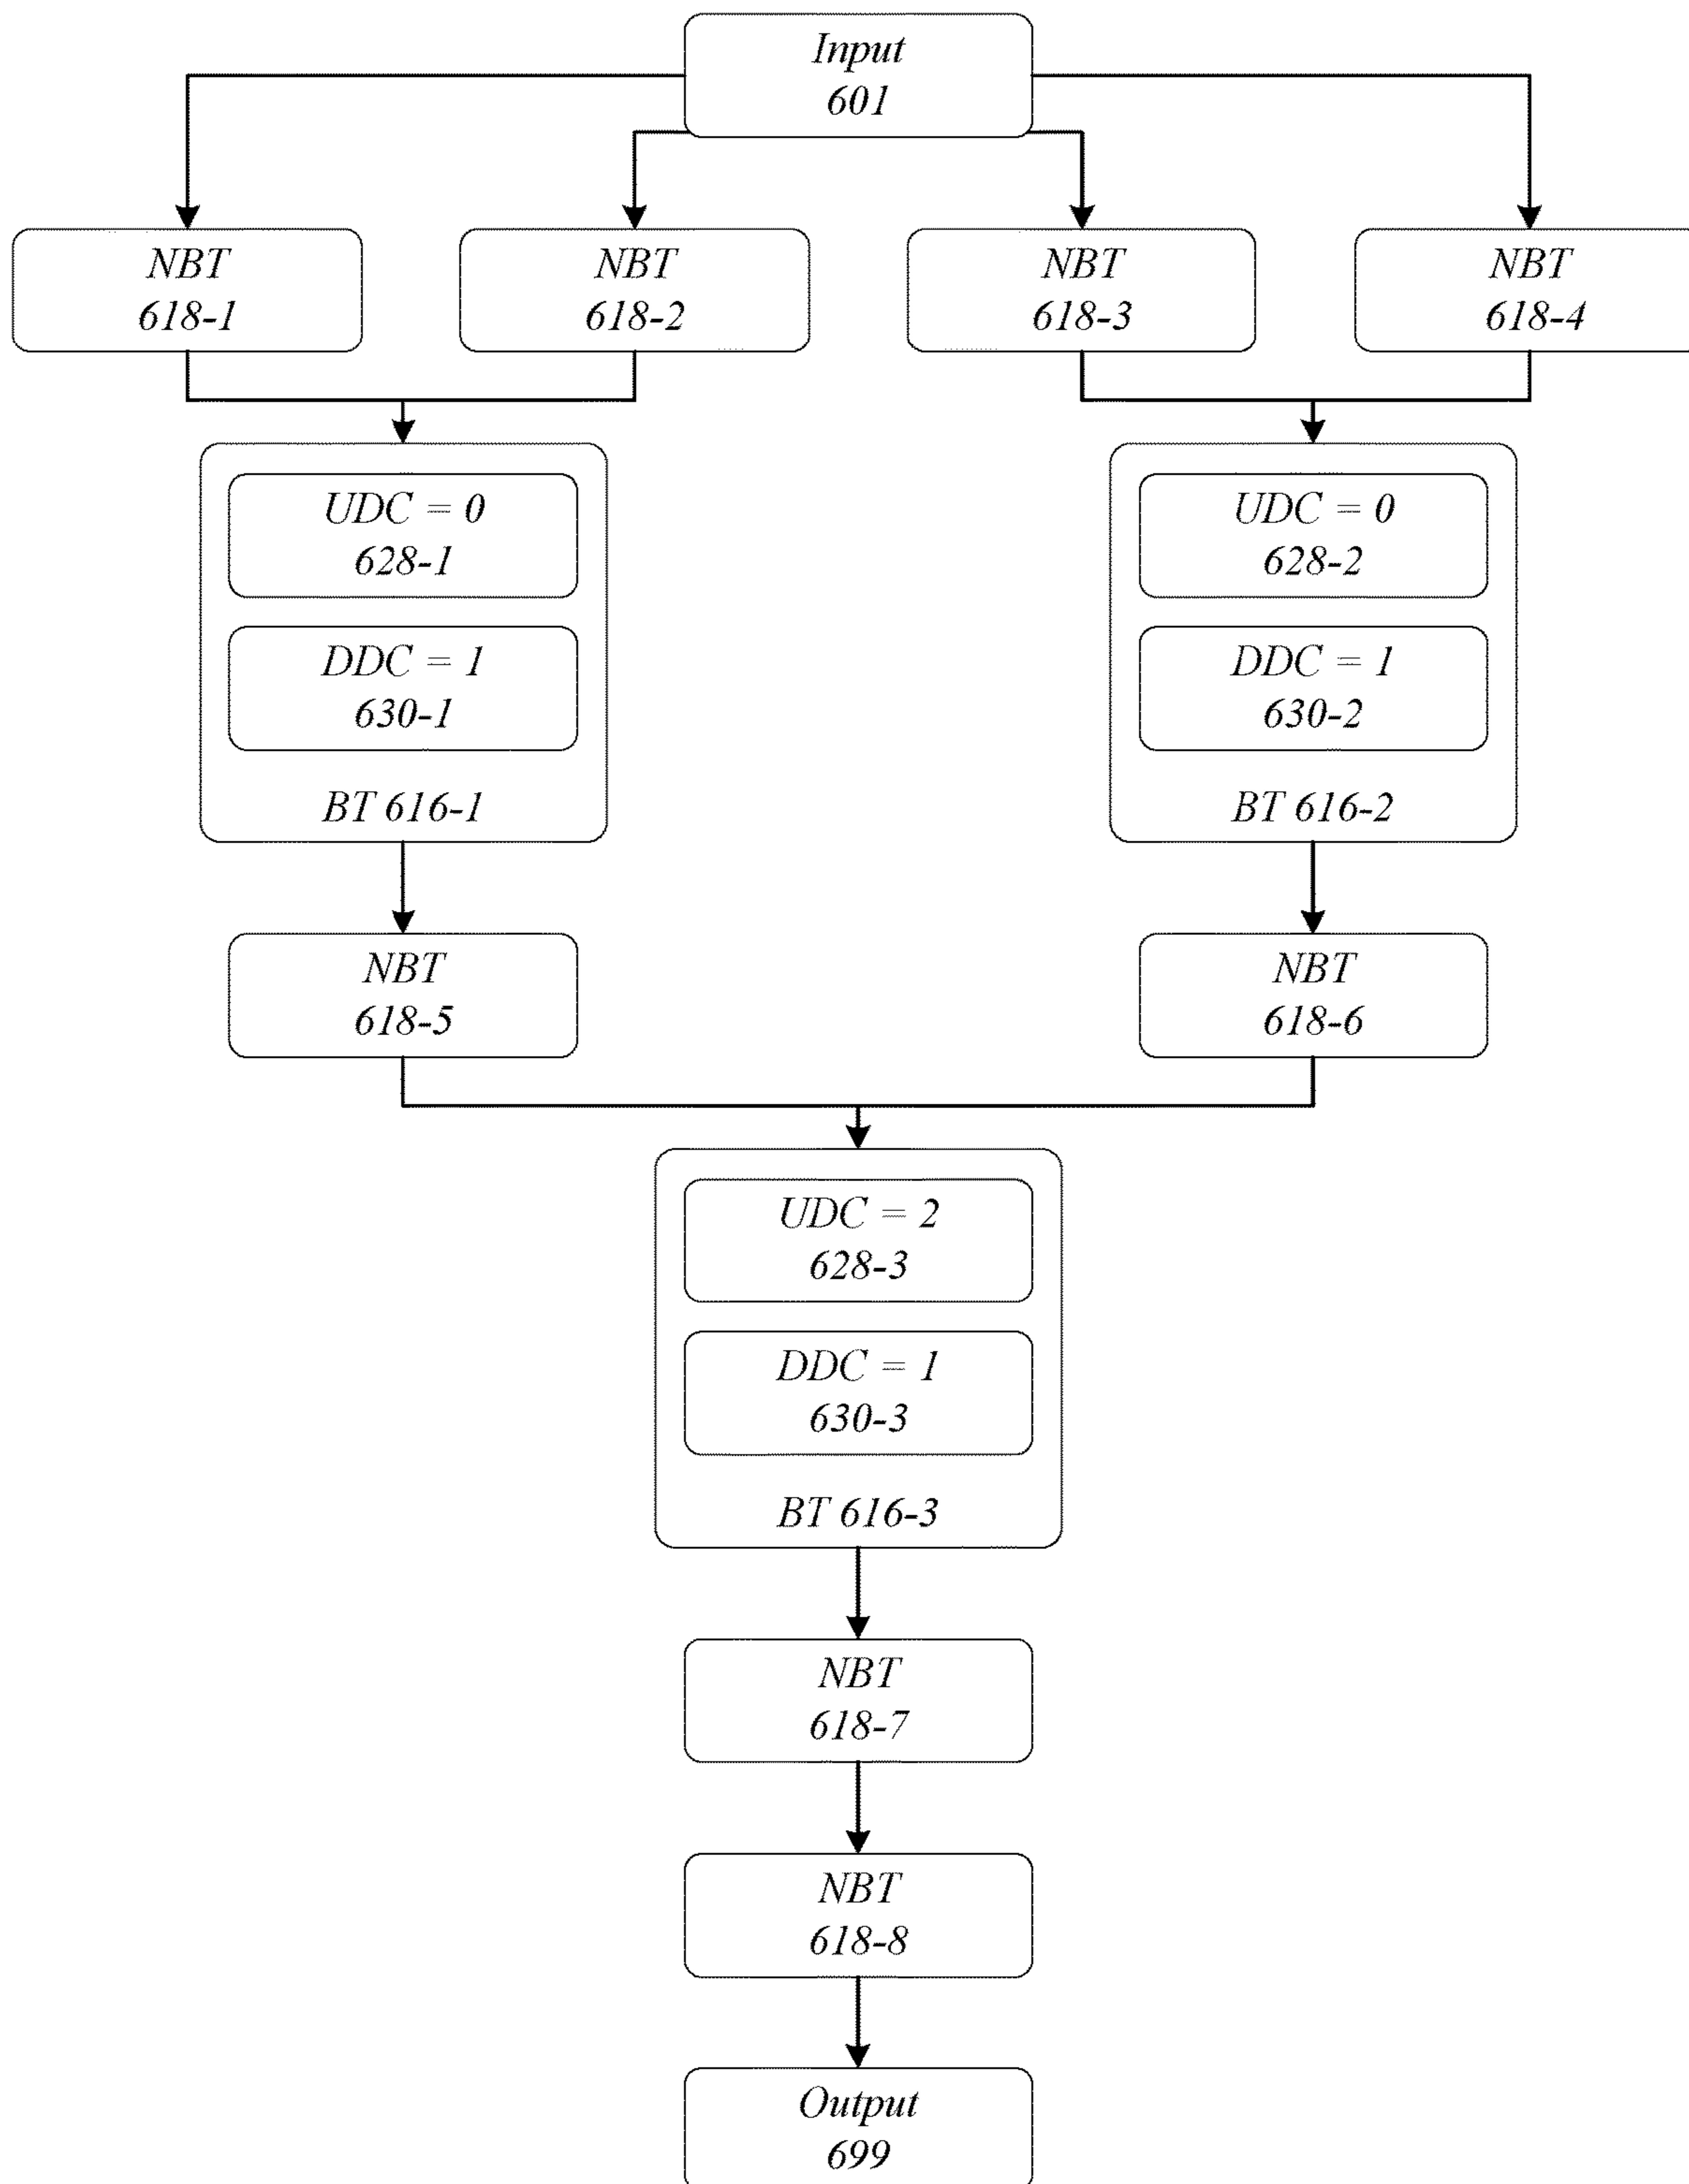 Input
601
NBT
618-1
NBT
618-2
NBT
618-3
NBT
618-4
UDC = 0
628-1
DDC = 1
630-1
BT 616-1
UDC = 0
628-2
DDC = 1
630-2
BT 616-2
NBT
618-5
NBT
618-6
UDC = 2
628-3
DDC = 1
630-3
BT 616-3
NBT
618-7
NBT
618-8
Output
699